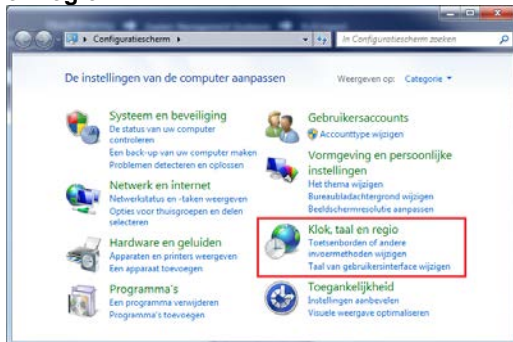 Configuratiescherm
In Configuratiescherm zoeken
De instellingen van de computer aanpassen
Weergeven op: Categorie
Systeem en beveiliging
De status van uw computer
controleren
Een back-up van uw computer maken
Problemen detecteren en oplossen
Netwerk en internet
Netwerkstatus en -taken weergeven
Opties voor thuisgroepen en delen
selecteren
Hardware en geluiden
Apparaten en printers weergeven
Een apparaat toevoegen
Programma's
Een programma verwijderen
Programma's toevoegen
Gebruikersaccounts
Accounttype wijzigen
Vormgeving en persoonlijke
instellingen
Het thema wijzigen
Bureaubladachtergrond wijzigen
Beeldschermresolutie aanpassen
Klok, taal en regio
Toetsenborden of andere
invoermethoden wijzigen
Taal van gebruikersinterface wijzigen
Toegankelijkheid
Instellingen aanbevelen
Visuele weergave optimaliseren